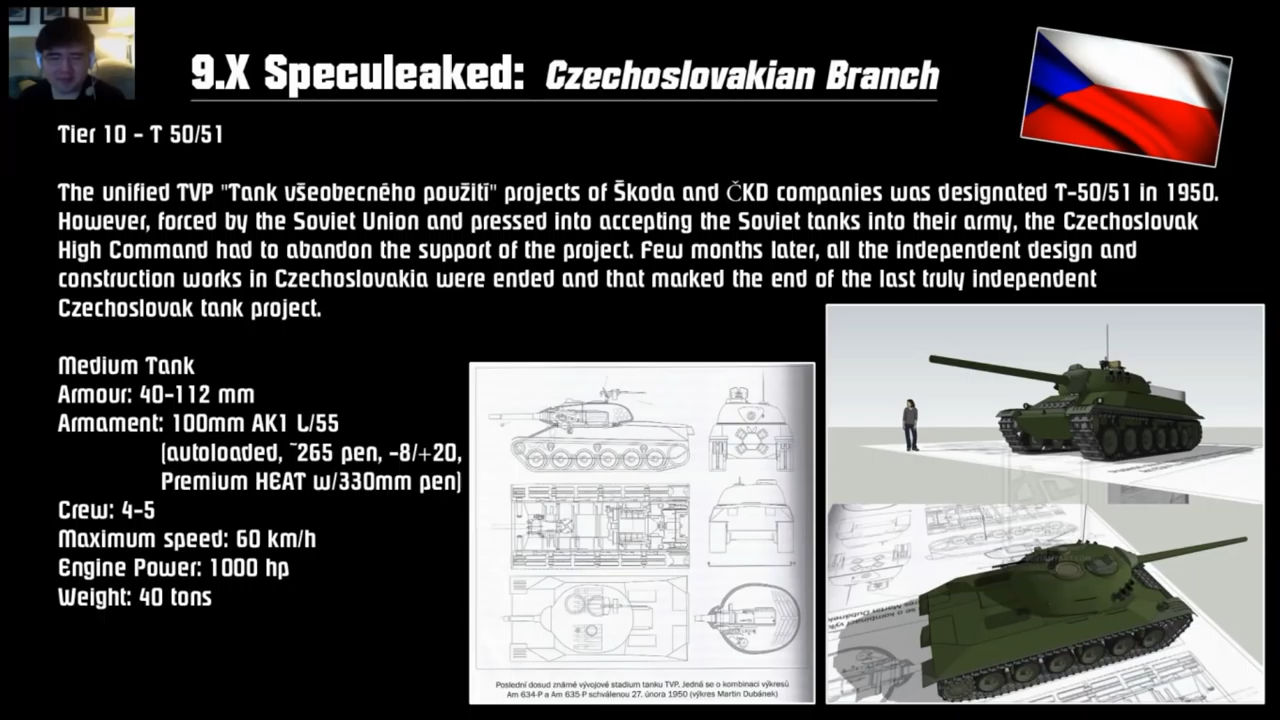 9.X Speculeaked: Czechoslovakian Branch
Tier 10 - T 50/51
The unified TVP "Tank všeobecného použití" projects of Škoda and ČKD companies was designated T-50/51 in 1950.
However, forced by the Soviet Union and pressed into accepting the Soviet tanks into their army, the Czechoslovak
High Command had to abandon the support of the project. Few months later, all the independent design and
construction works in Czechoslovakia were ended and that marked the end of the last truly independent
Czechoslovak tank project.
Medium Tank
Armour: 40-112 mm
Armament: 100mm AK1 L/55
(autoloaded, ~265 pen, -8/+20,
Premium HEAT w/330mm pen)
Crew: 4-5
Maximum speed: 60 km/h
Engine Power: 1000 hp
Weight: 40 tons
Poslední dosud známé vývojové stadium tanku TVP. Jedná se o kombinaci výkresů
Am 634-P a Am 635-P schválenou 27. února 1950 (výkres Martin Dubánek)